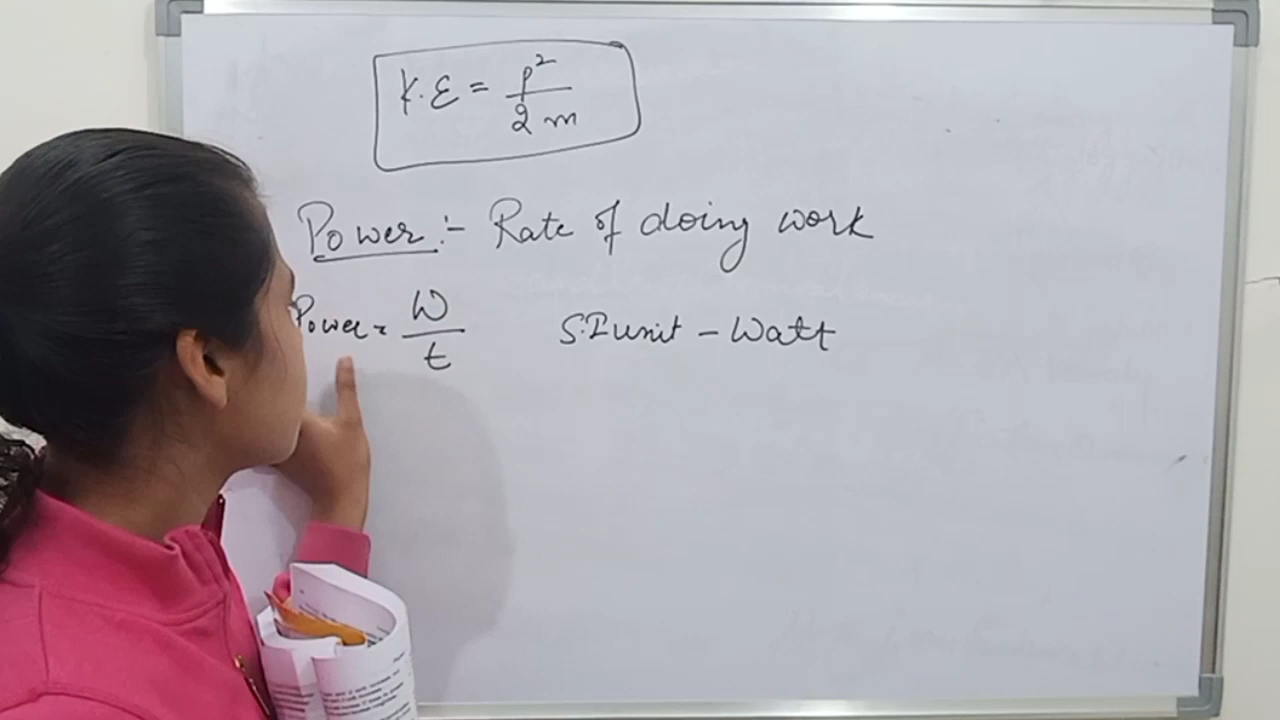 K.E = p²/2m
Power :- Rate of doing work
Power = W/t S.I unit - Watt